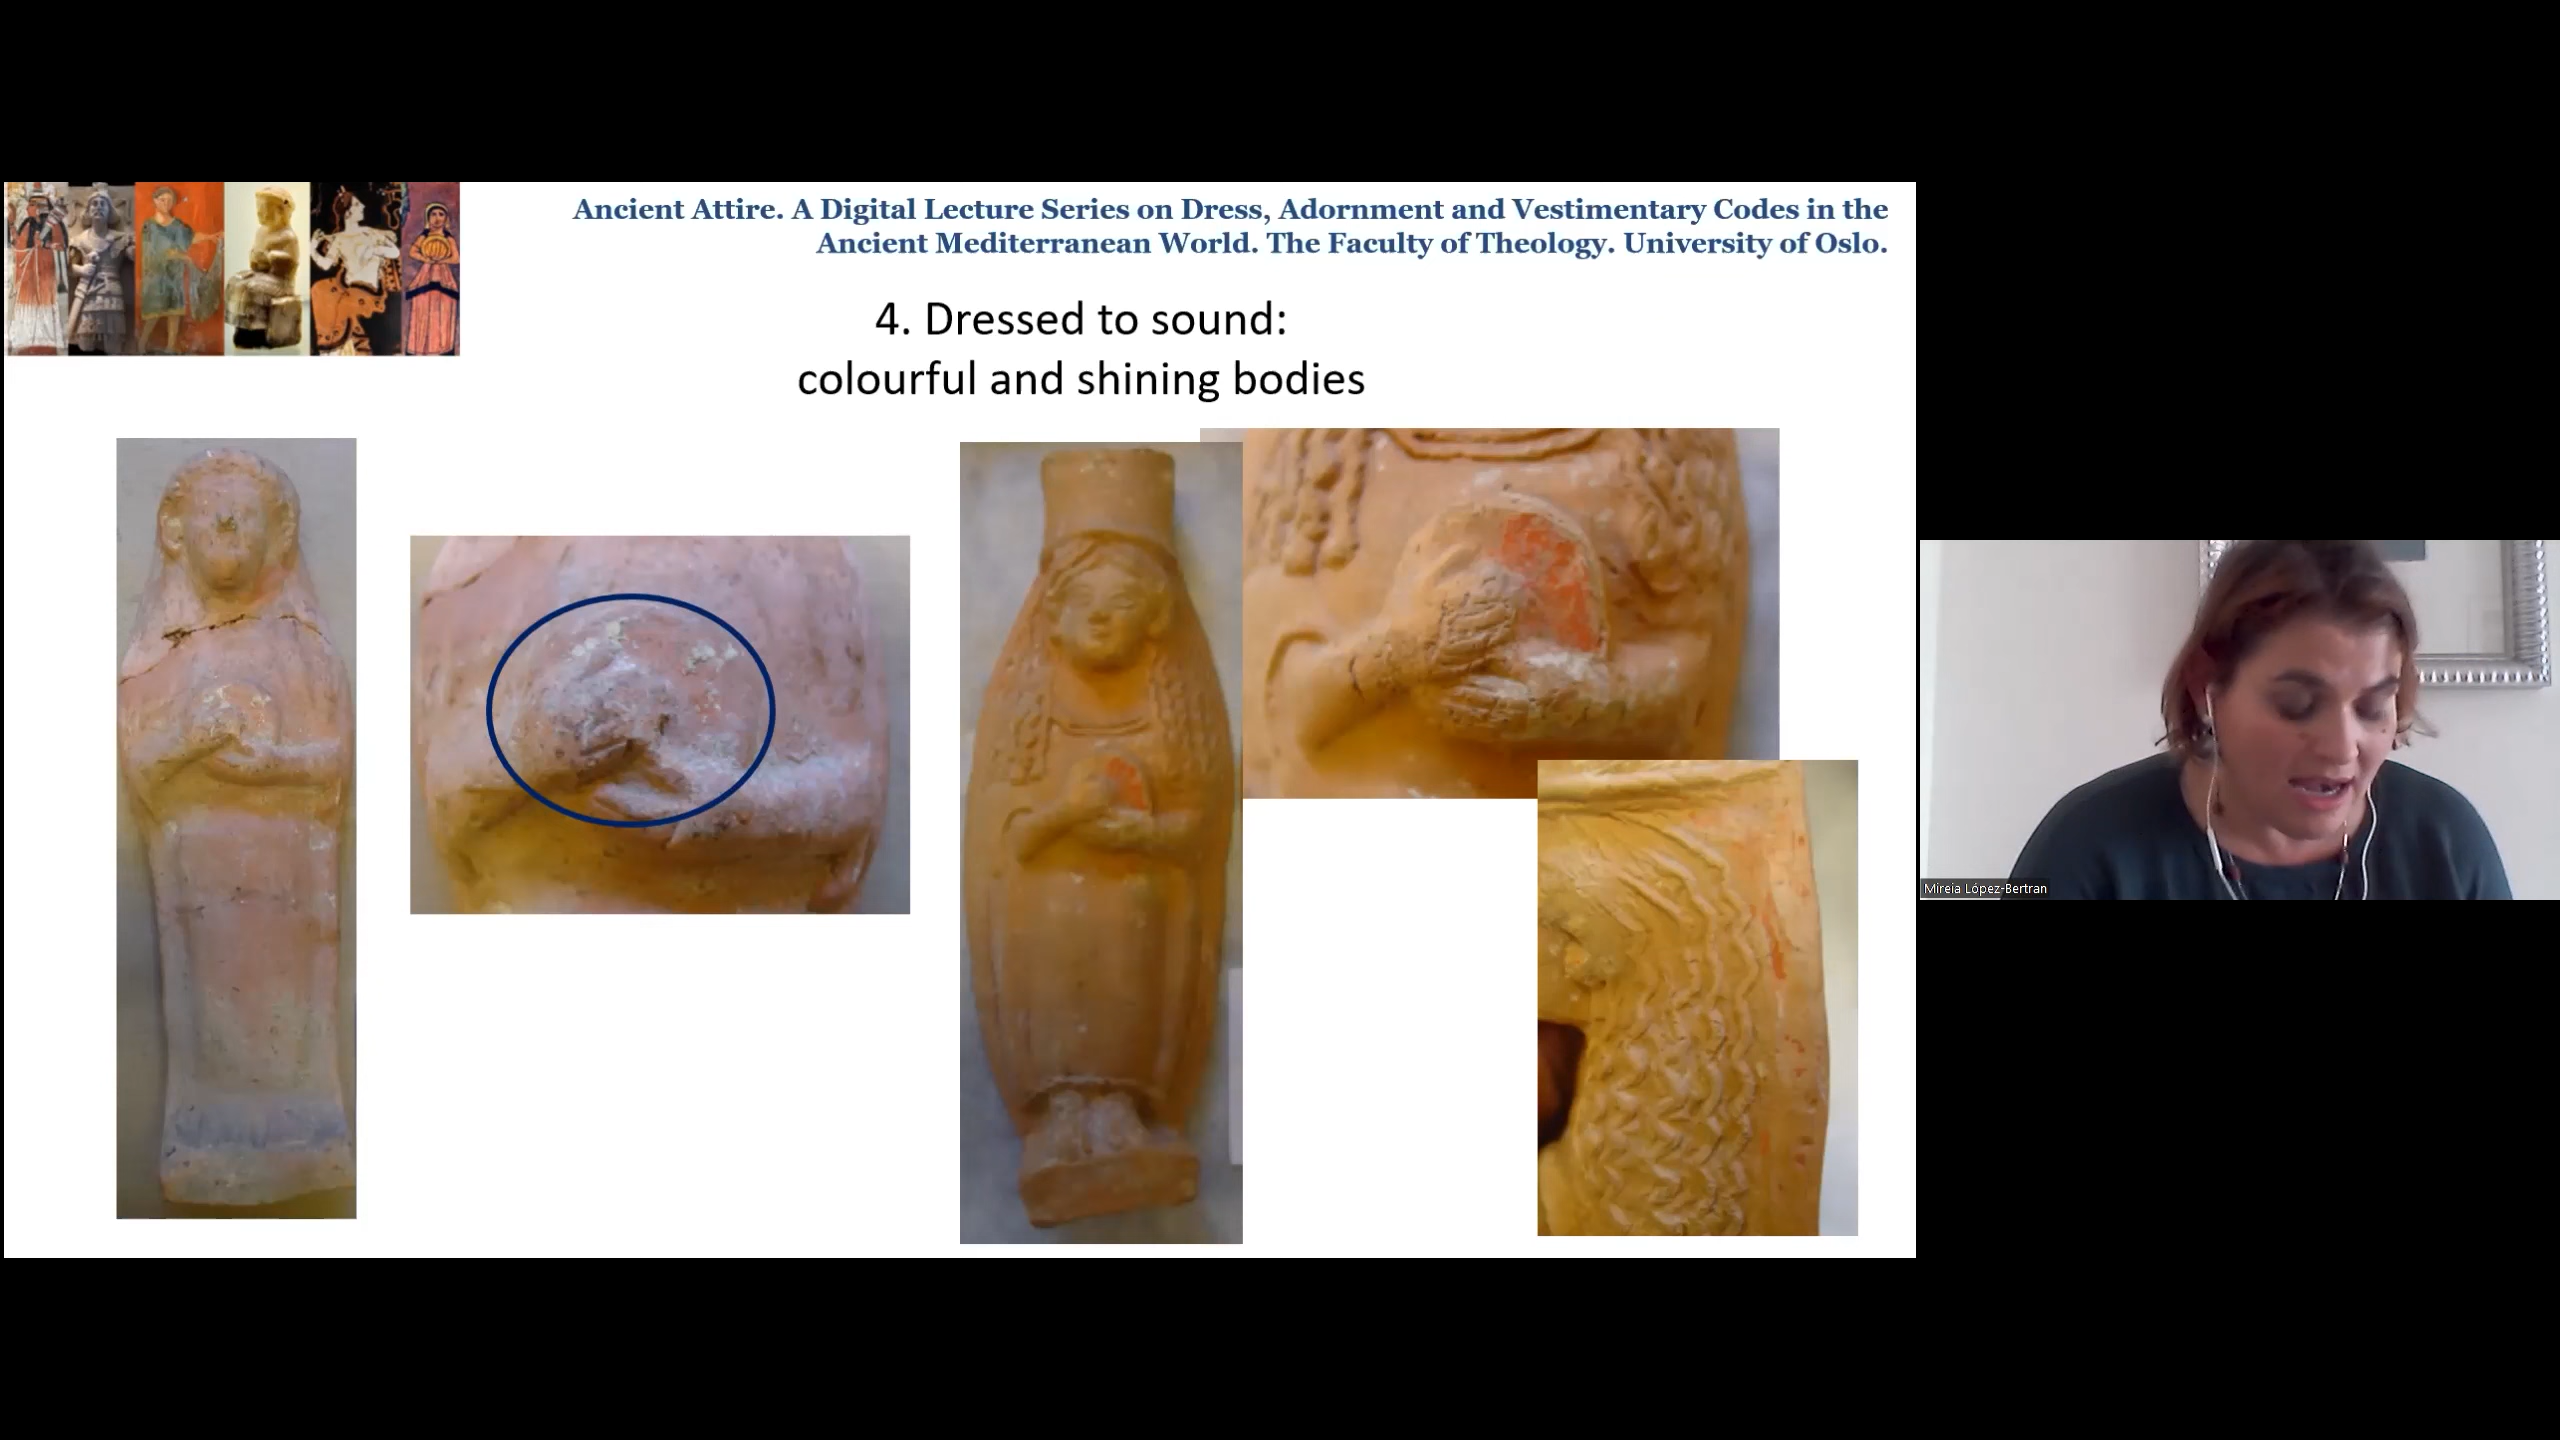 Ancient Attire. A Digital Lecture Series on Dress, Adornment and Vestimentary Codes in the
Ancient Mediterranean World. The Faculty of Theology. University of Oslo.
4. Dressed to sound:
colourful and shining bodies
Mireia López-Bertran